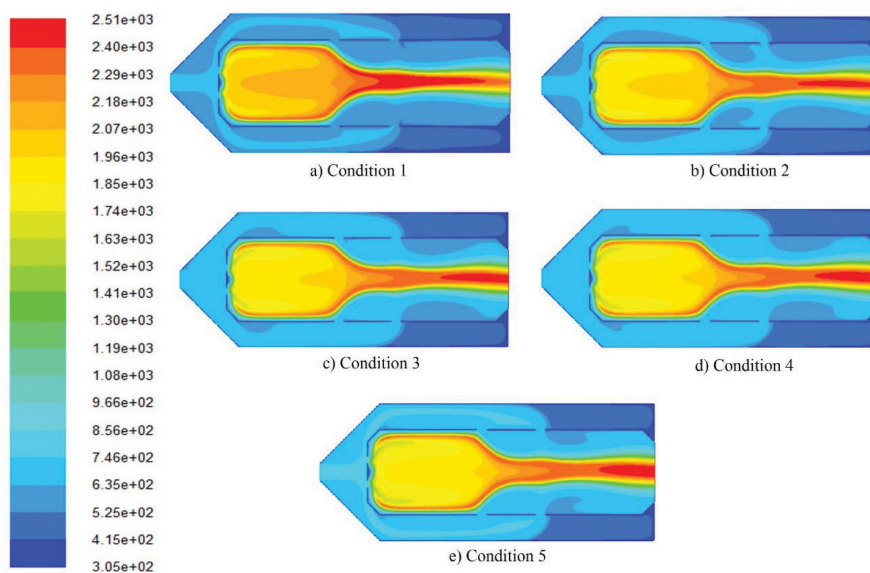 2.51e+03
2.40e+03
2.29e+03
2.18e+03
2.07e+03
1.96e+03
1.85e+03
1.74e+03
1.63e+03
1.52e+03
1.41e+03
1.30e+03
1.19e+03
1.08e+03
9.66e+02
8.56e+02
7.46e+02
6.35e+02
5.25e+02
4.15e+02
3.05e+02
a) Condition 1
b) Condition 2
c) Condition 3
d) Condition 4
e) Condition 5